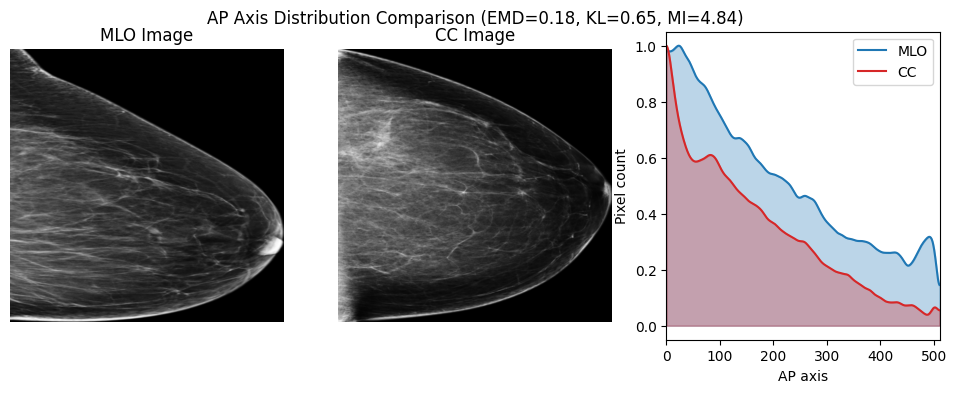 AP Axis Distribution Comparison (EMD=0.18, KL=0.65, MI=4.84)
MLO Image
CC Image
MLO
CC
Pixel count
1.0
0.8
0.6
0.4
0.2
0.0
0 100 200 300 400 500
AP axis